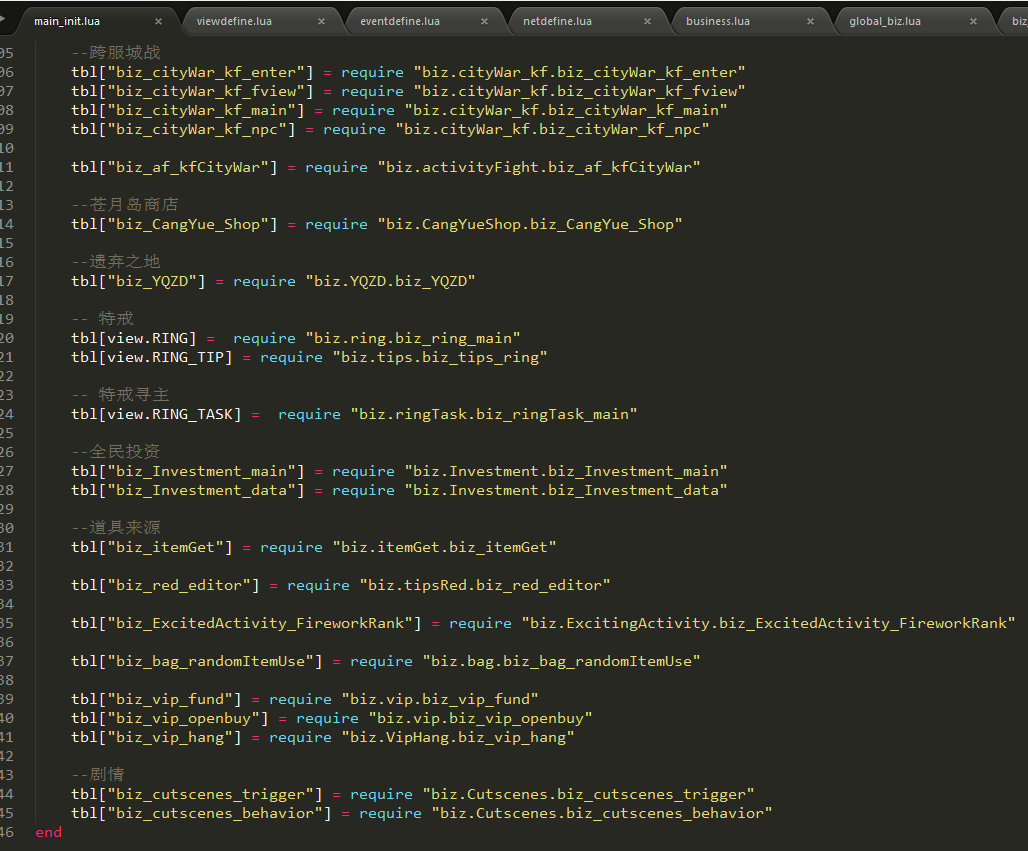 main_init.lua × viewdefine.lua × eventdefine.lua × netdefine.lua × business.lua × global_biz.lua × biz
05 --跨服城战
06 tbl["biz_cityWar_kf_enter"] = require "biz.cityWar_kf.biz_cityWar_kf_enter"
07 tbl["biz_cityWar_kf_fview"] = require "biz.cityWar_kf.biz_cityWar_kf_fview"
08 tbl["biz_cityWar_kf_main"] = require "biz.cityWar_kf.biz_cityWar_kf_main"
09 tbl["biz_cityWar_kf_npc"] = require "biz.cityWar_kf.biz_cityWar_kf_npc"
10
11 tbl["biz_af_kfCityWar"] = require "biz.activityFight.biz_af_kfCityWar"
12
13 --苍月岛商店
14 tbl["biz_CangYue_Shop"] = require "biz.CangYueShop.biz_CangYue_Shop"
15
16 --遗弃之地
17 tbl["biz_YQZD"] = require "biz.YQZD.biz_YQZD"
18
19 -- 特戒
20 tbl[view.RING] =  require "biz.ring.biz_ring_main"
21 tbl[view.RING_TIP] = require "biz.tips.biz_tips_ring"
22
23 -- 特戒寻主
24 tbl[view.RING_TASK] =  require "biz.ringTask.biz_ringTask_main"
25
26 --全民投资
27 tbl["biz_Investment_main"] = require "biz.Investment.biz_Investment_main"
28 tbl["biz_Investment_data"] = require "biz.Investment.biz_Investment_data"
29
30 --道具来源
31 tbl["biz_itemGet"] = require "biz.itemGet.biz_itemGet"
32
33 tbl["biz_red_editor"] = require "biz.tipsRed.biz_red_editor"
34
35 tbl["biz_ExcitedActivity_FireworkRank"] = require "biz.ExcitingActivity.biz_ExcitedActivity_FireworkRank"
36
37 tbl["biz_bag_randomItemUse"] = require "biz.bag.biz_bag_randomItemUse"
38
39 tbl["biz_vip_fund"] = require "biz.vip.biz_vip_fund"
40 tbl["biz_vip_openbuy"] = require "biz.vip.biz_vip_openbuy"
41 tbl["biz_vip_hang"] = require "biz.VipHang.biz_vip_hang"
42
43 --剧情
44 tbl["biz_cutscenes_trigger"] = require "biz.Cutscenes.biz_cutscenes_trigger"
45 tbl["biz_cutscenes_behavior"] = require "biz.Cutscenes.biz_cutscenes_behavior"
46 end